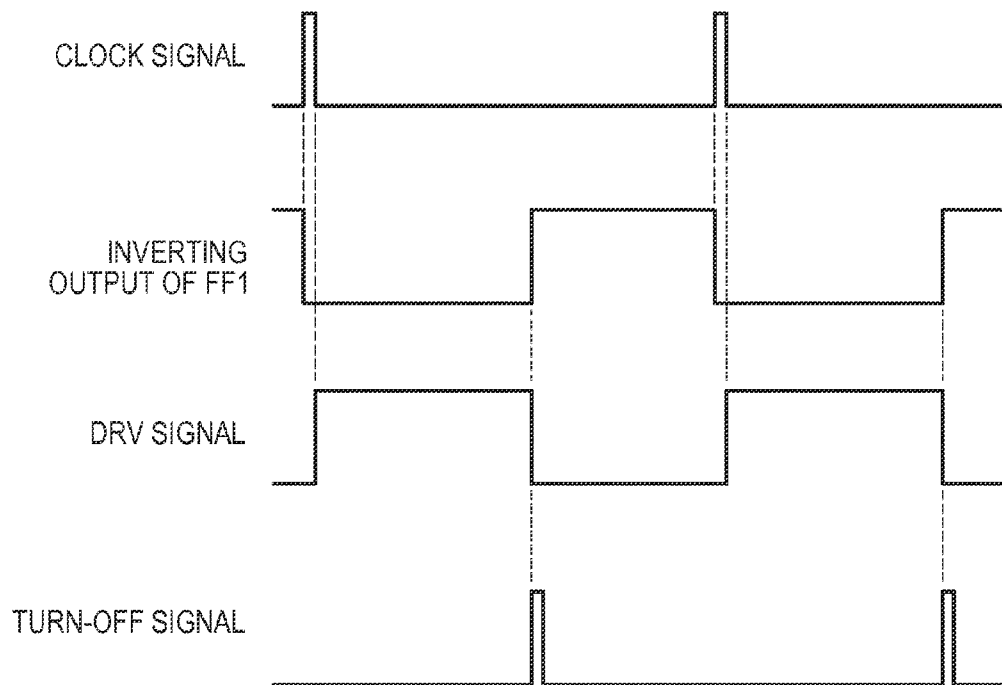 CLOCK SIGNAL
INVERTING
OUTPUT OF FF1
DRV SIGNAL
TURN-OFF SIGNAL